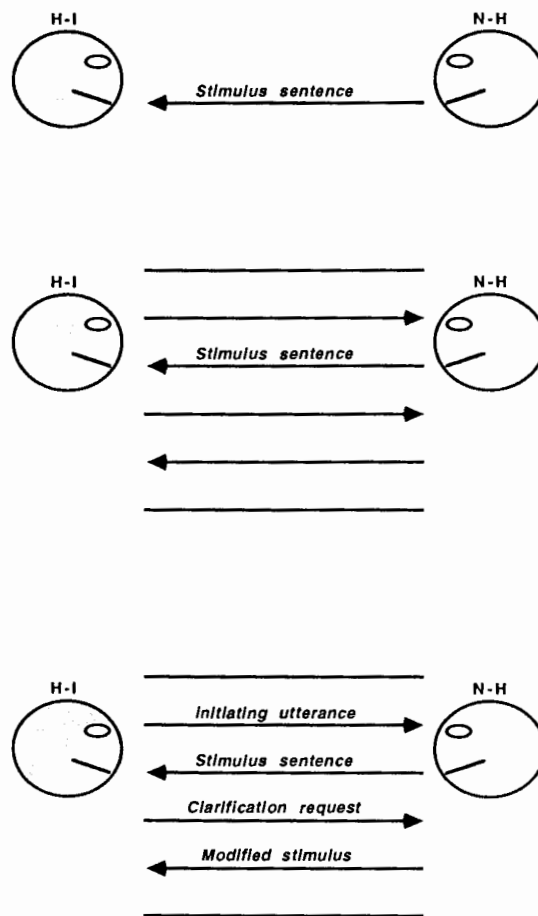 H-I N-H
Stimulus sentence
H-I N-H
Stimulus sentence
H-I N-H
Initiating utterance
Stimulus sentence
Clarification request
Modified stimulus